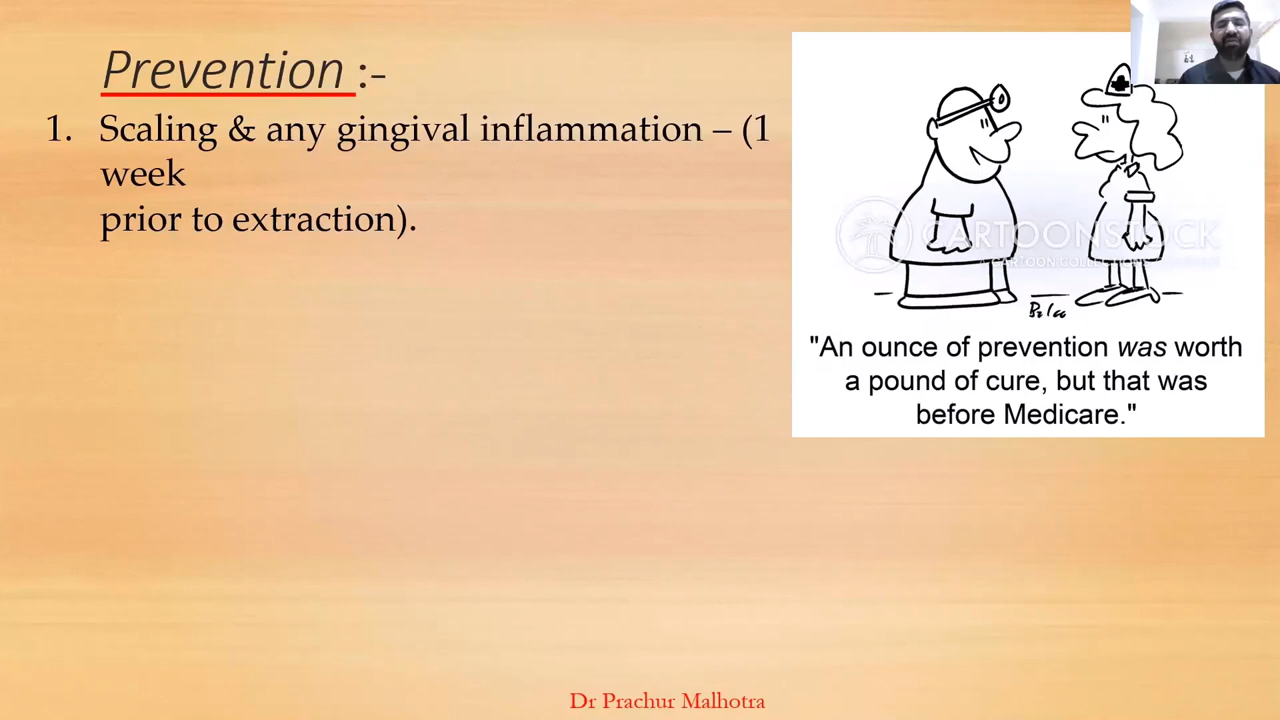 Prevention :-
1. Scaling & any gingival inflammation – (1
week
prior to extraction).
CARTOONSTOCK
"An ounce of prevention was worth
a pound of cure, but that was
before Medicare."
Dr Prachur Malhotra